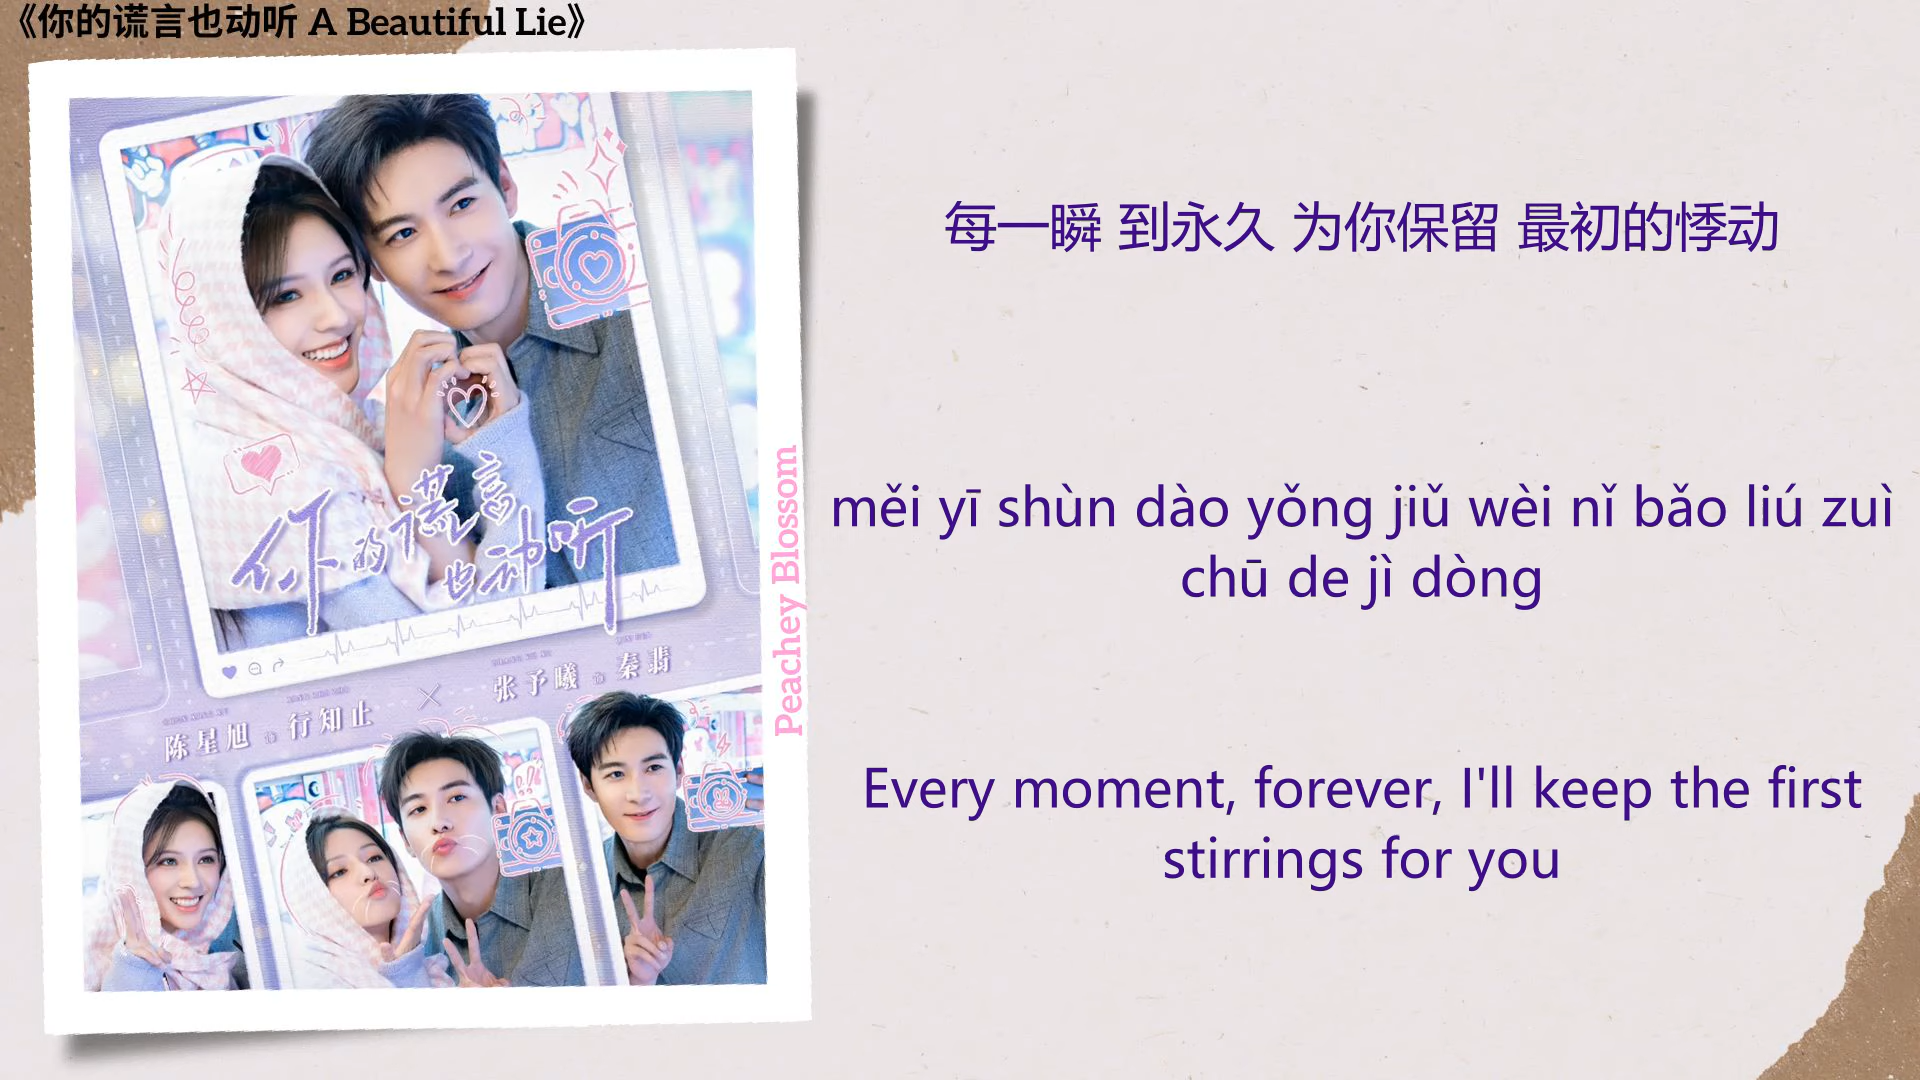 《你的谎言也动听 A Beautiful Lie》
你的谎言
也动听
陈星旭 饰 行知止
张予曦 饰 秦翡
Peachey Blossom
每一瞬 到永久 为你保留 最初的悸动
měi yī shùn dào yǒng jiǔ wèi nǐ bǎo liú zuì
chū de jì dòng
Every moment, forever, I'll keep the first
stirrings for you